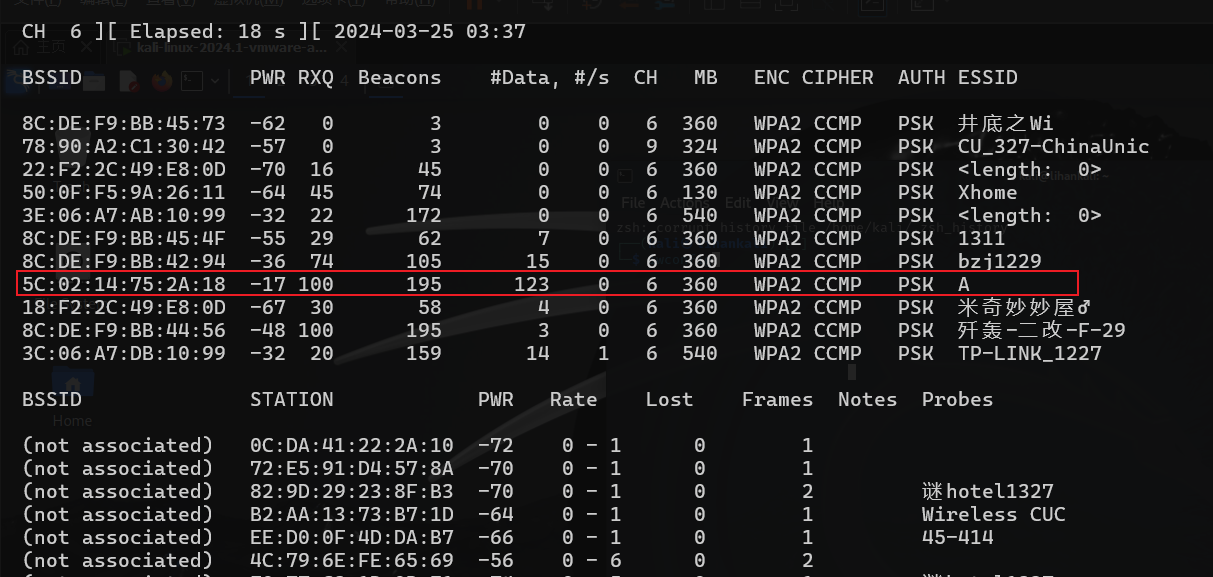 CH 6 ][ Elapsed: 18 s ][ 2024-03-25 03:37
主页 kali-linux-2024.1-vmware-a...
BSSID PWR RXQ Beacons #Data, #/s CH MB ENC CIPHER AUTH ESSID
8C:DE:F9:BB:45:73 -62 0 3 0 0 6 360 WPA2 CCMP PSK 井底之Wi
78:90:A2:C1:30:42 -57 0 3 0 0 9 324 WPA2 CCMP PSK CU_327-ChinaUnic
22:F2:2C:49:E8:0D -70 16 45 0 0 6 360 WPA2 CCMP PSK <length: 0>
50:0F:F5:9A:26:11 -64 45 74 0 0 6 130 WPA2 CCMP PSK Xhome
3E:06:A7:AB:10:99 -32 22 172 0 0 6 540 WPA2 CCMP PSK <length: 0>
File Actions Edit View Help
8C:DE:F9:BB:45:4F -55 29 62 7 0 6 360 WPA2 CCMP PSK 1311
8C:DE:F9:BB:42:94 -36 74 105 15 0 6 360 WPA2 CCMP PSK bzj1229
5C:02:14:75:2A:18 -17 100 195 123 0 6 360 WPA2 CCMP PSK A
18:F2:2C:49:E8:0D -67 30 58 4 0 6 360 WPA2 CCMP PSK 米奇妙妙屋♂
8C:DE:F9:BB:44:56 -48 100 195 3 0 6 360 WPA2 CCMP PSK 歼轰-二改-F-29
3C:06:A7:DB:10:99 -32 20 159 14 1 6 540 WPA2 CCMP PSK TP-LINK_1227
BSSID STATION PWR Rate Lost Frames Notes Probes
Home
(not associated) 0C:DA:41:22:2A:10 -72 0 - 1 0 1
(not associated) 72:E5:91:D4:57:8A -70 0 - 1 0 1
(not associated) 82:9D:29:23:8F:B3 -70 0 - 1 0 2 谜hotel1327
(not associated) B2:AA:13:73:B7:1D -64 0 - 1 0 1 Wireless CUC
(not associated) EE:D0:0F:4D:DA:B7 -66 0 - 1 0 1 45-414
(not associated) 4C:79:6E:FE:65:69 -56 0 - 6 0 2